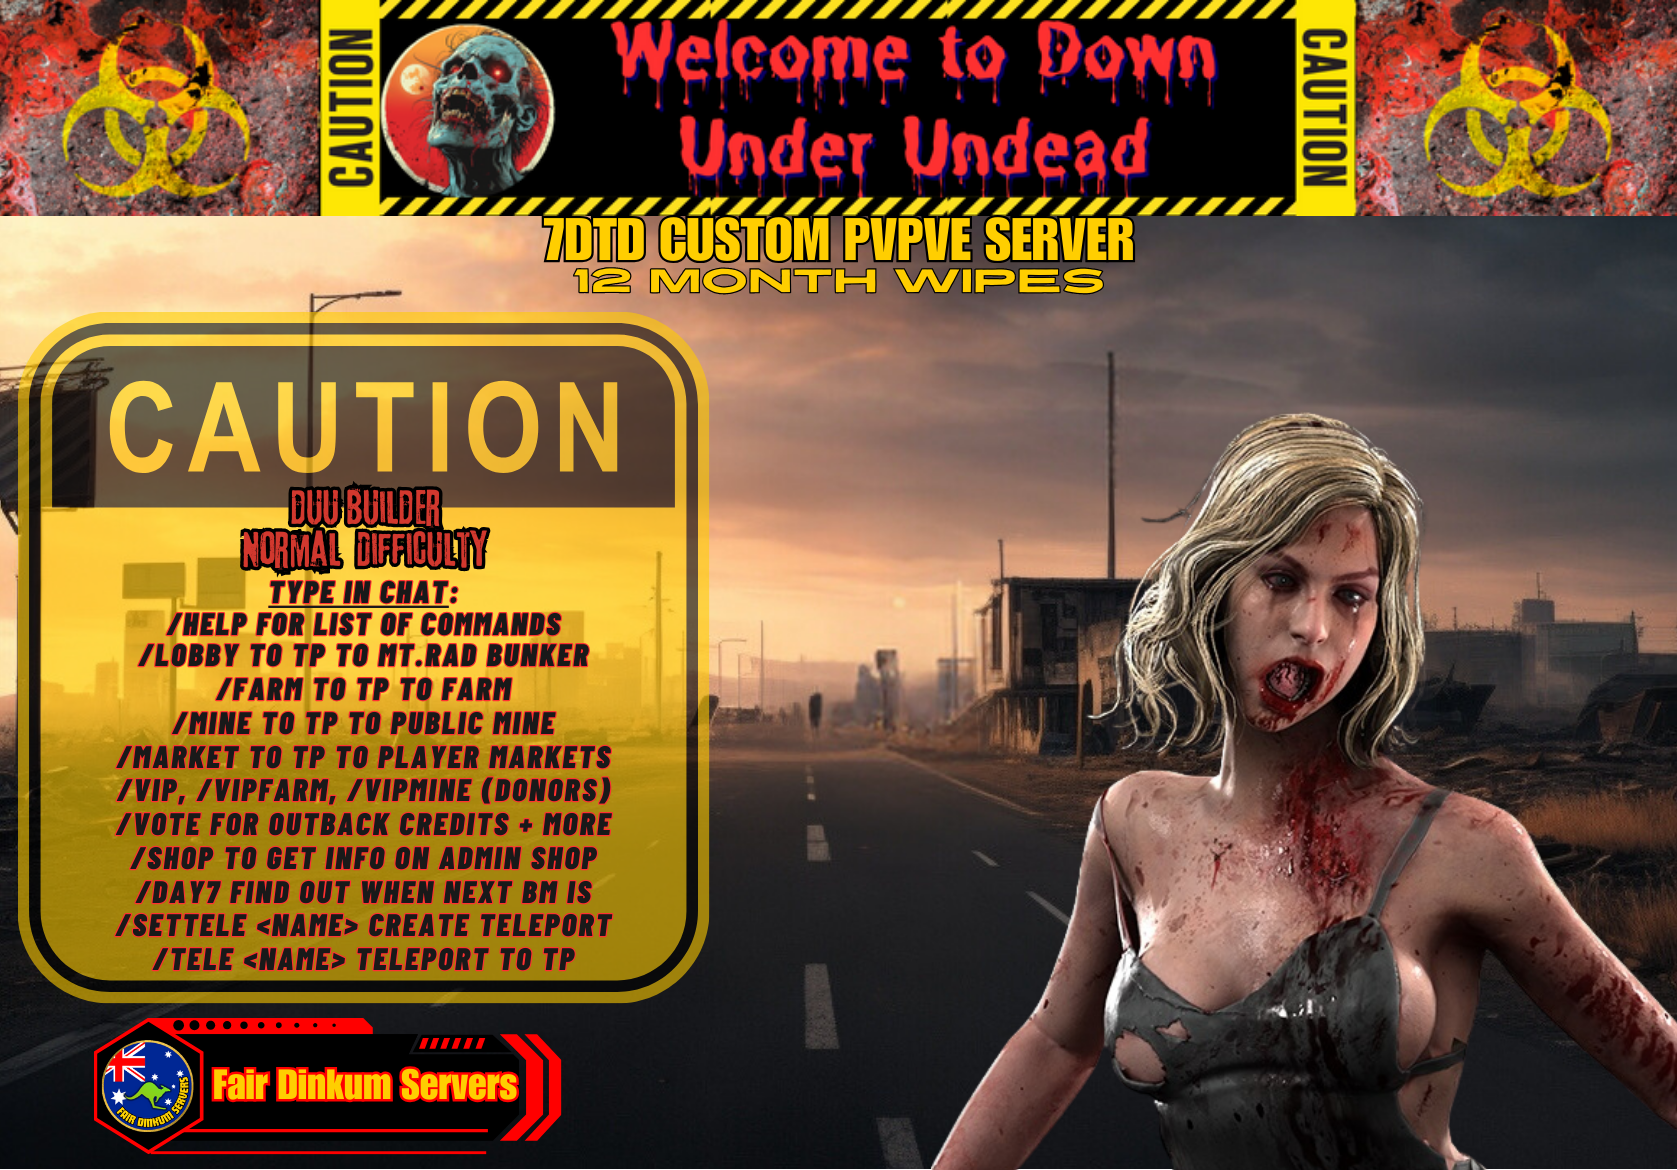 CAUTION
Welcome to Down
Under Undead
CAUTION
7DTD CUSTOM PVPVE SERVER
12 MONTH WIPES
CAUTION
DUU BUILDER
NORMAL DIFFICULTY
TYPE IN CHAT:
/HELP FOR LIST OF COMMANDS
/LOBBY TO TP TO MT.RAD BUNKER
/FARM TO TP TO FARM
/MINE TO TP TO PUBLIC MINE
/MARKET TO TP TO PLAYER MARKETS
/VIP, /VIPFARM, /VIPMINE (DONORS)
/VOTE FOR OUTBACK CREDITS + MORE
/SHOP TO GET INFO ON ADMIN SHOP
/DAY7 FIND OUT WHEN NEXT BM IS
/SETTELE <NAME> CREATE TELEPORT
/TELE <NAME> TELEPORT TO TP
FAIR DINKUM SERVERS
Fair Dinkum Servers